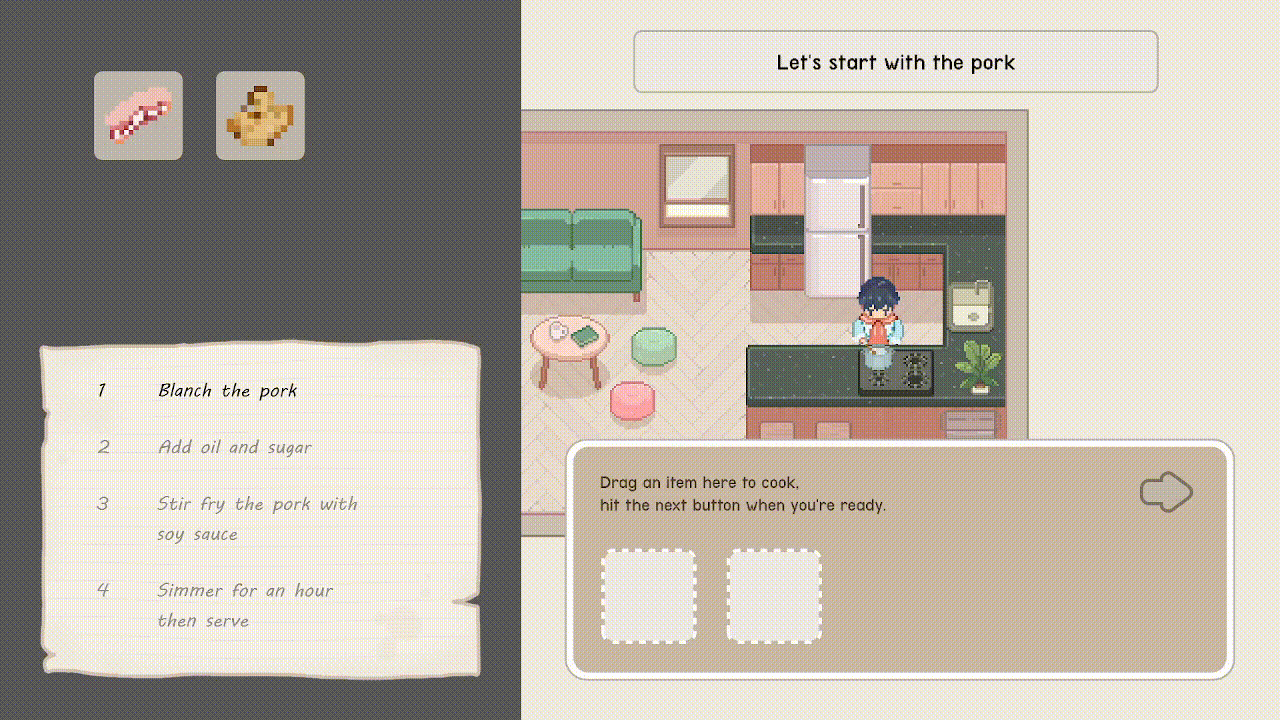 Let's start with the pork
1 Blanch the pork
2 Add oil and sugar
3 Stir fry the pork with
soy sauce
4 Simmer for an hour
then serve
Drag an item here to cook,
hit the next button when you're ready.